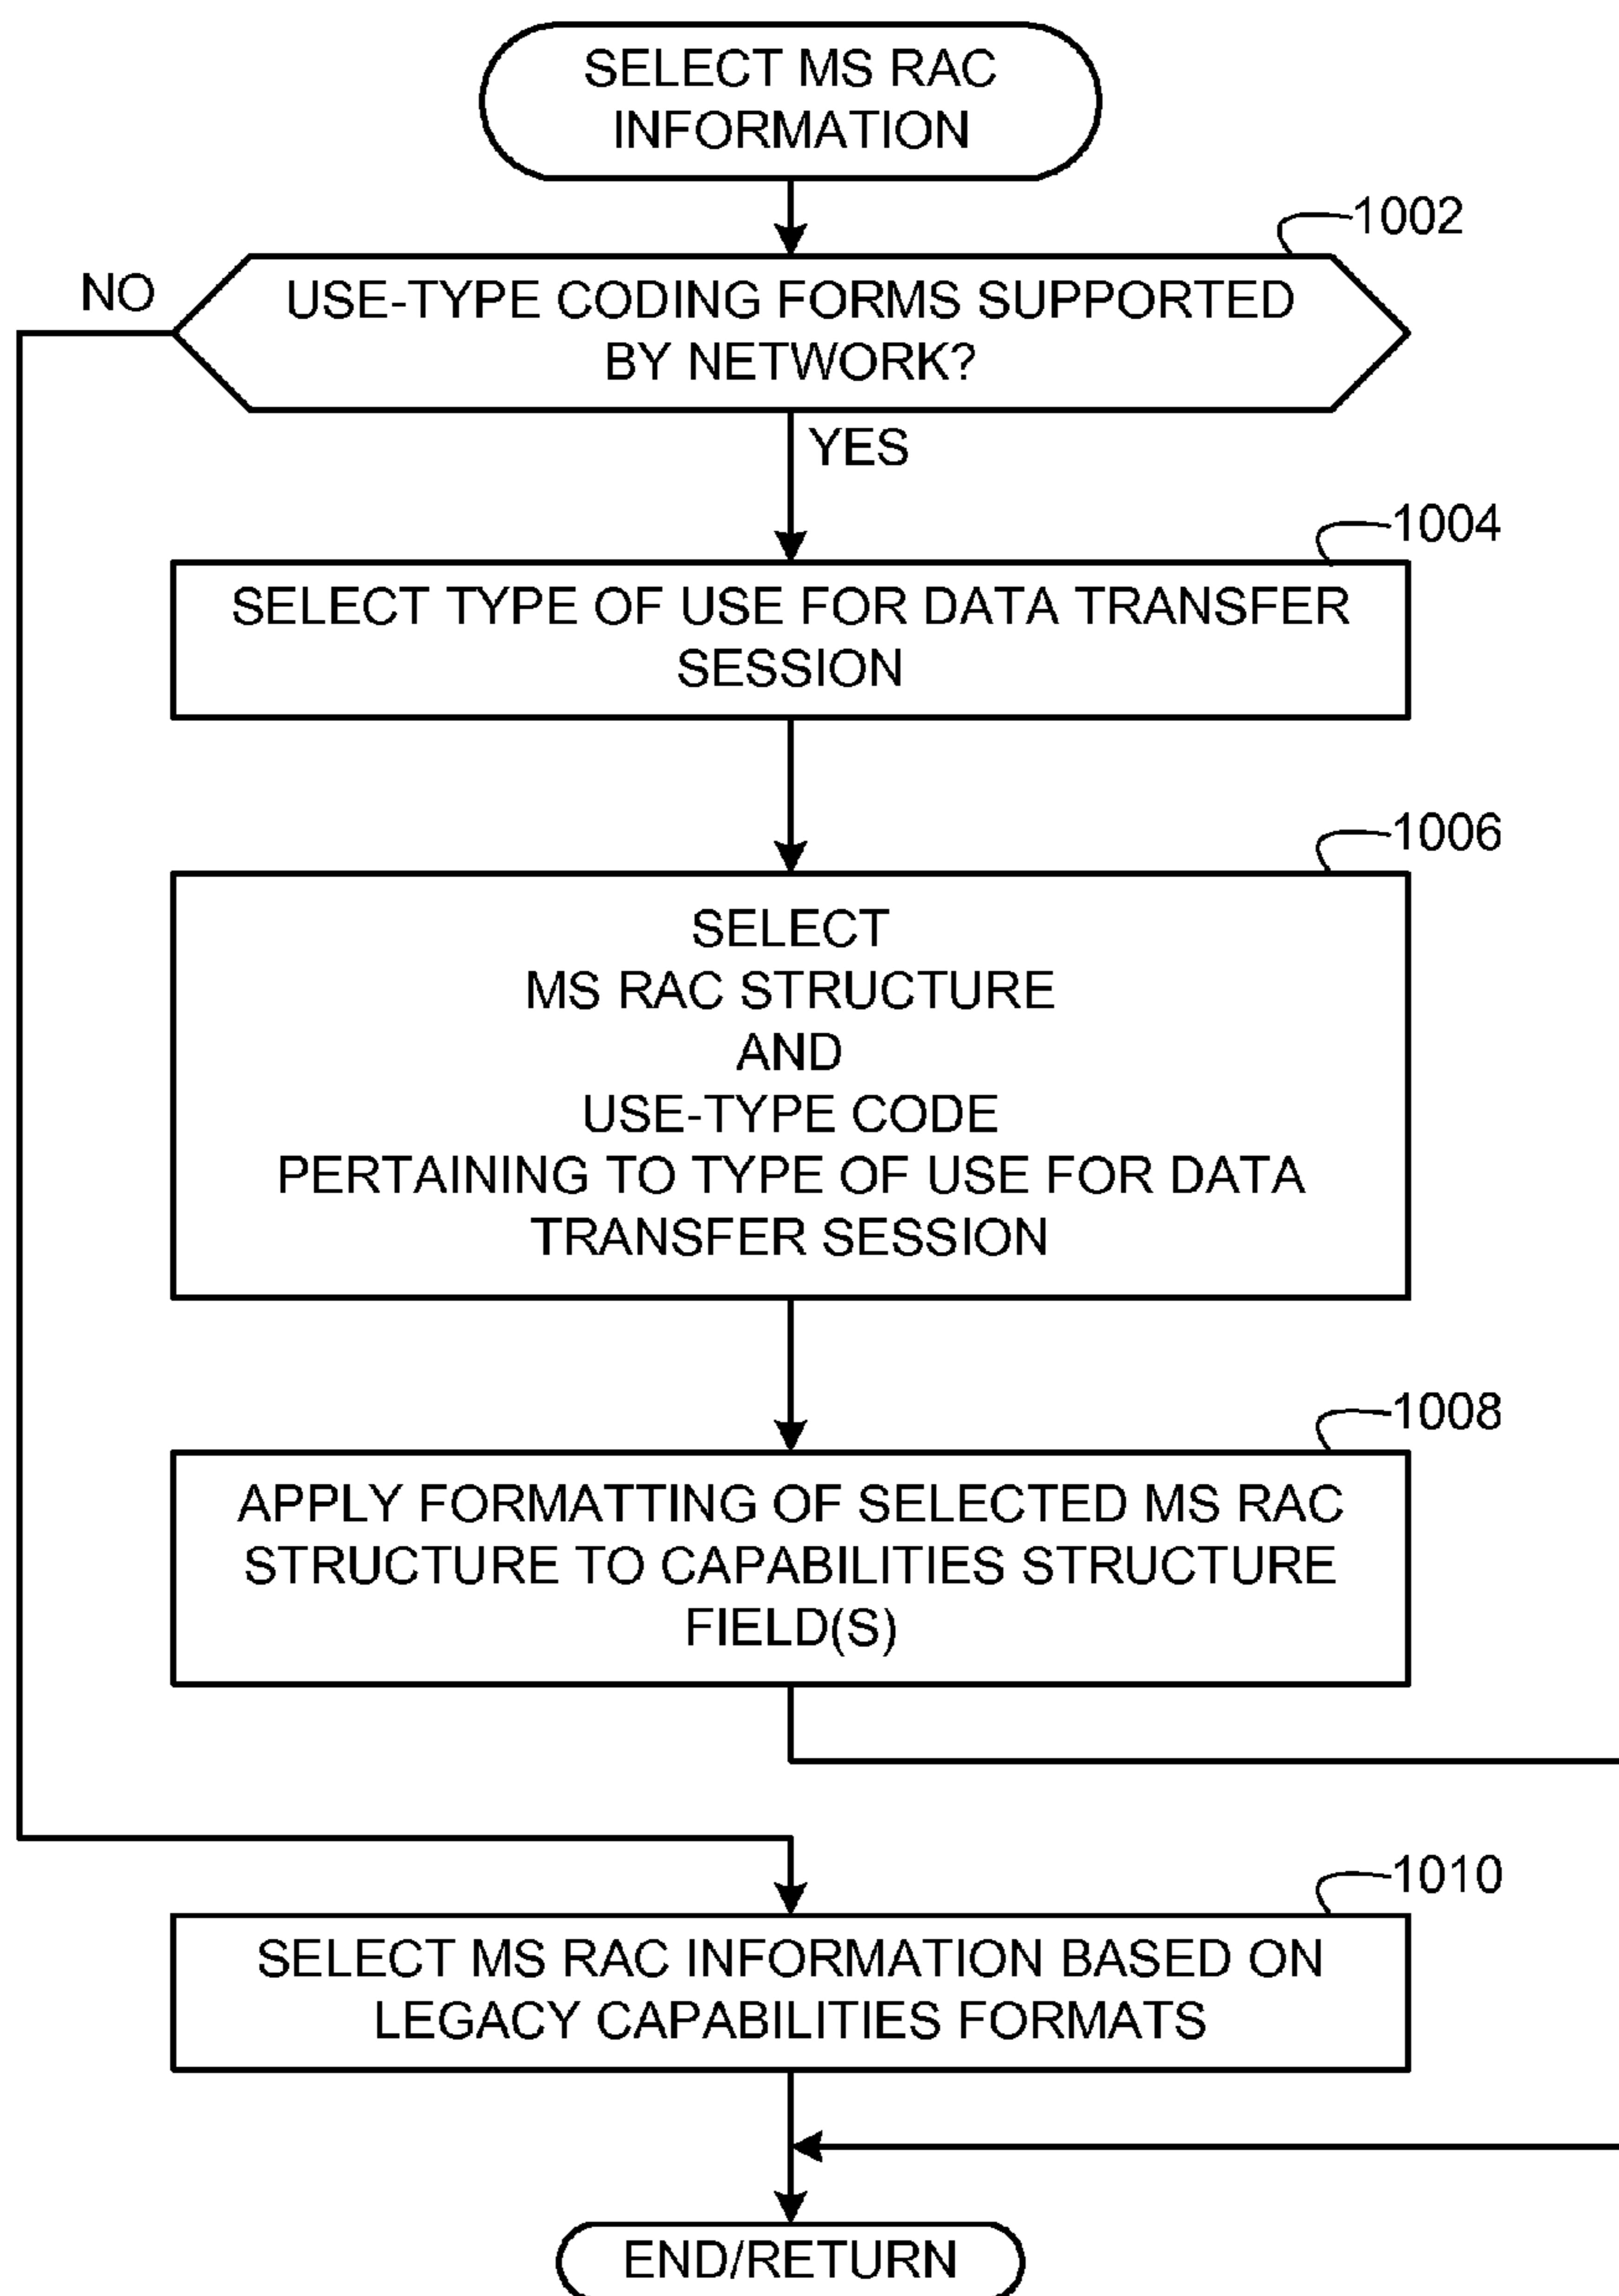 SELECT MS RAC
INFORMATION
1002
NO
USE-TYPE CODING FORMS SUPPORTED
BY NETWORK?
YES
1004
SELECT TYPE OF USE FOR DATA TRANSFER
SESSION
1006
SELECT
MS RAC STRUCTURE
AND
USE-TYPE CODE
PERTAINING TO TYPE OF USE FOR DATA
TRANSFER SESSION
1008
APPLY FORMATTING OF SELECTED MS RAC
STRUCTURE TO CAPABILITIES STRUCTURE
FIELD(S)
1010
SELECT MS RAC INFORMATION BASED ON
LEGACY CAPABILITIES FORMATS
END/RETURN